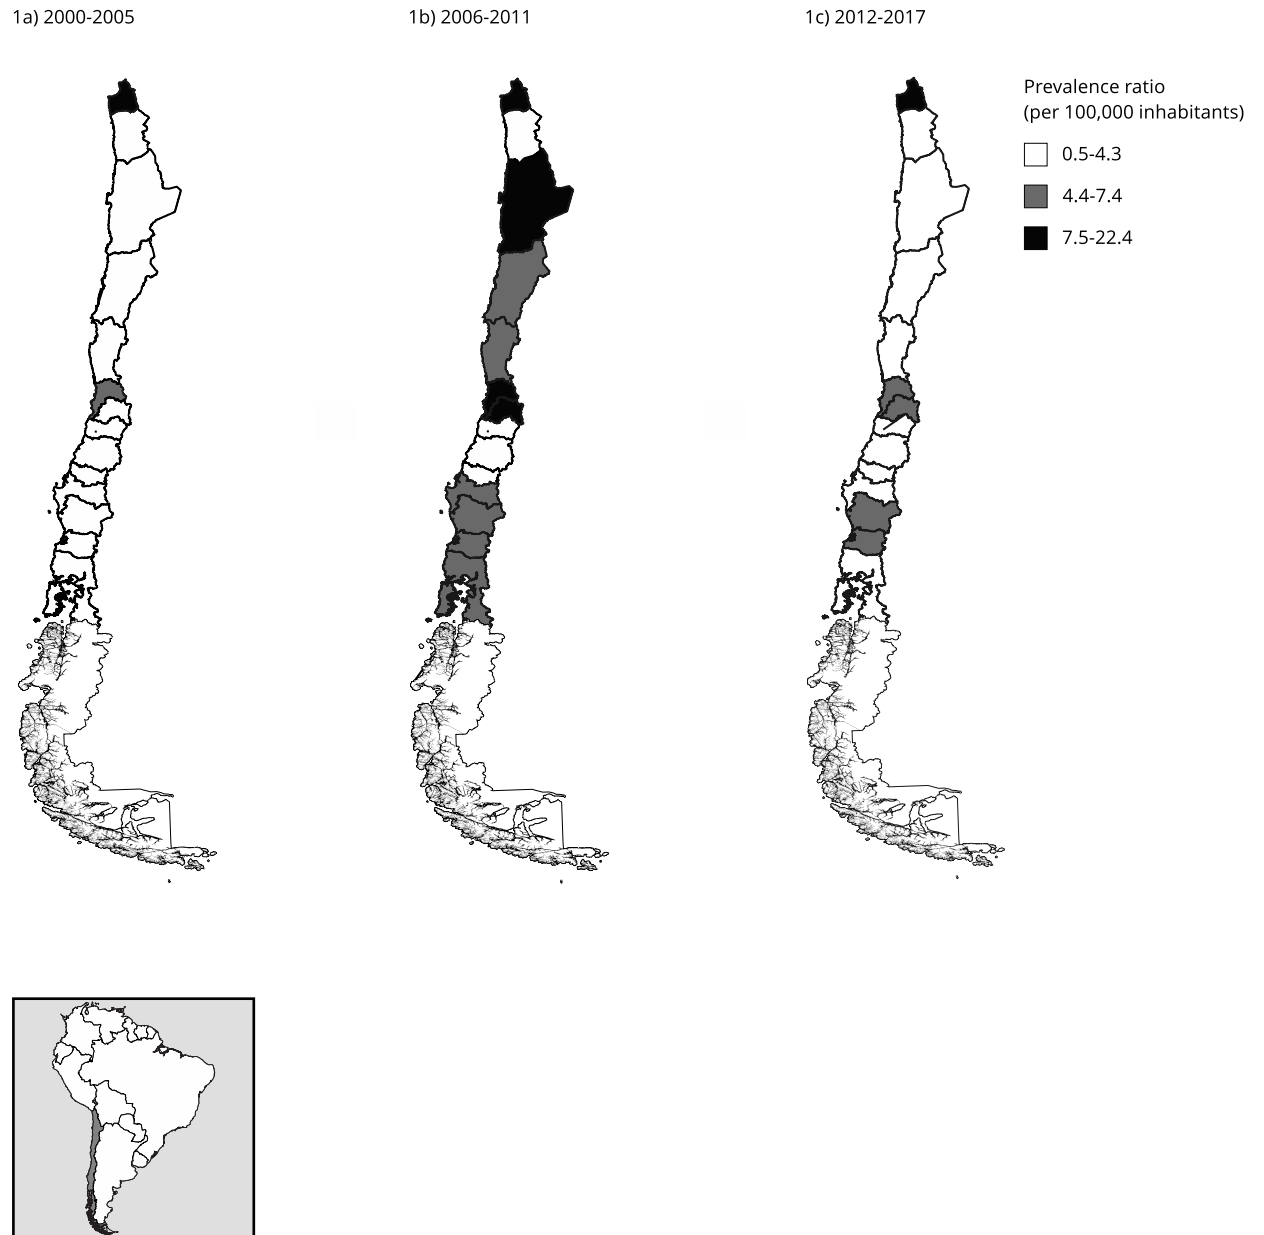 1a) 2000-2005
1b) 2006-2011
1c) 2012-2017
Prevalence ratio
(per 100,000 inhabitants)
0.5-4.3
4.4-7.4
7.5-22.4